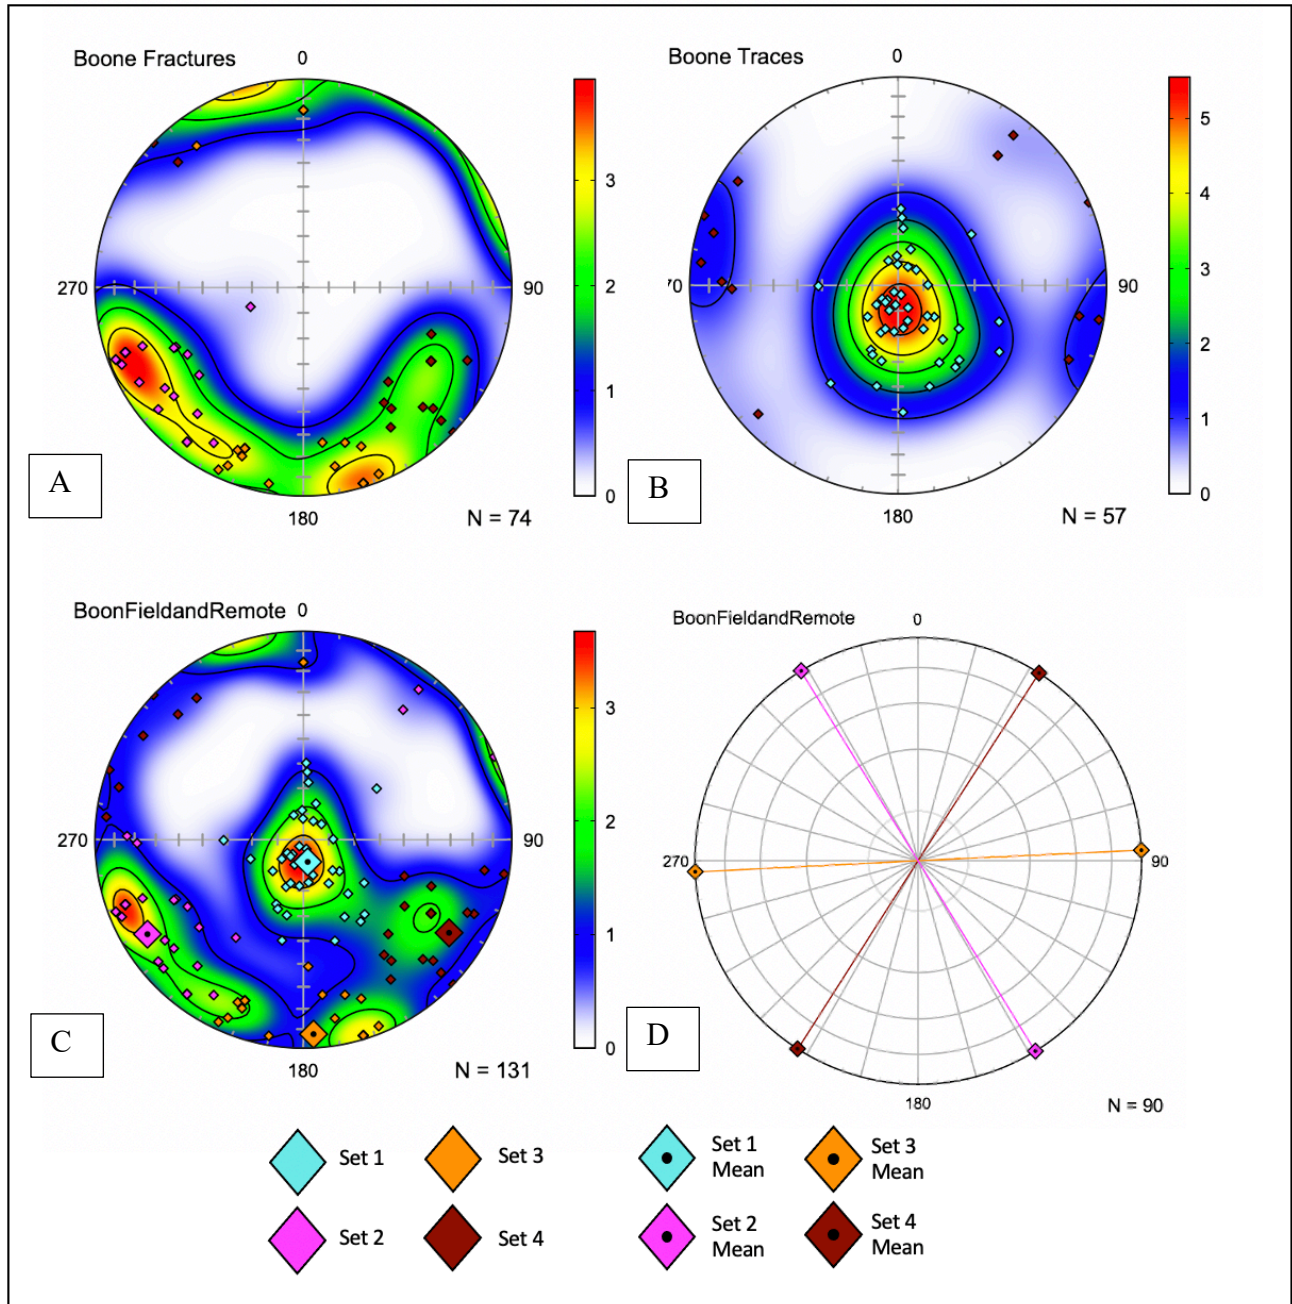 Boone Fractures
0
270
90
180
3
2
1
0
A
N = 74
Boone Traces
0
70
90
180
5
4
3
2
1
0
B
N = 57
BoonFieldandRemote
0
270
90
180
3
2
1
0
C
N = 131
BoonFieldandRemote
0
270
90
180
D
N = 90
Set 1
Set 3
Set 2
Set 4
Set 1
Mean
Set 3
Mean
Set 2
Mean
Set 4
Mean